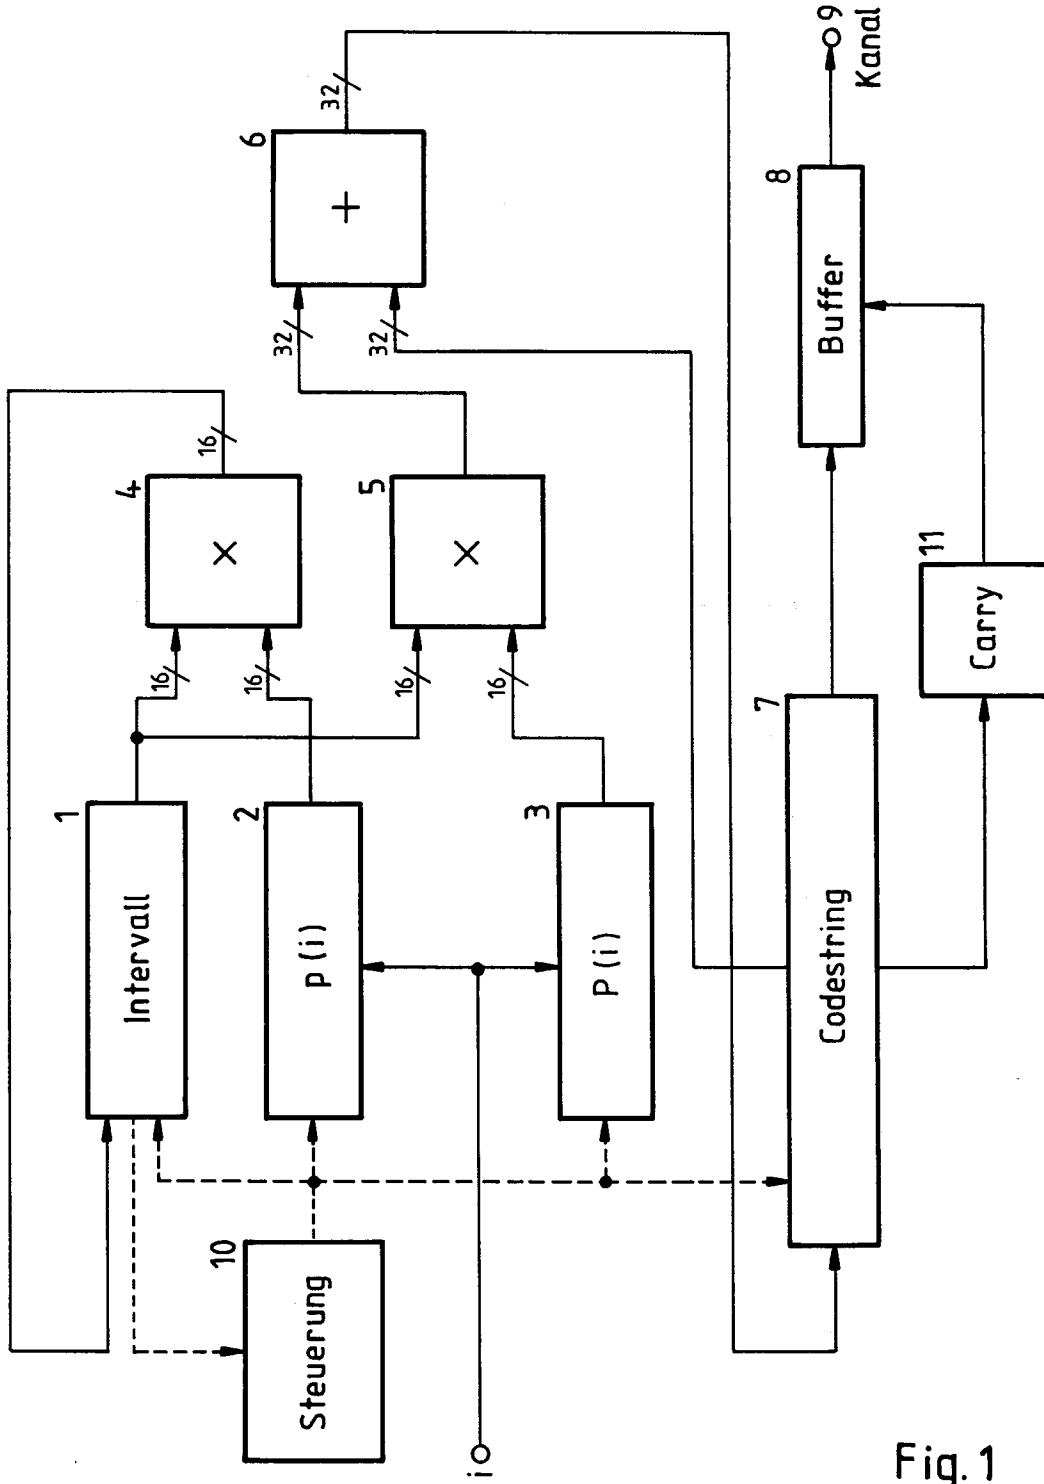 1
Intervall
2
p(i)
3
P(i)
10
Steuerung
i
16
16
16
16
4
×
5
×
16
32
32
6
+
32
7
Codestring
11
Carry
8
Buffer
9
Kanal
Fig. 1